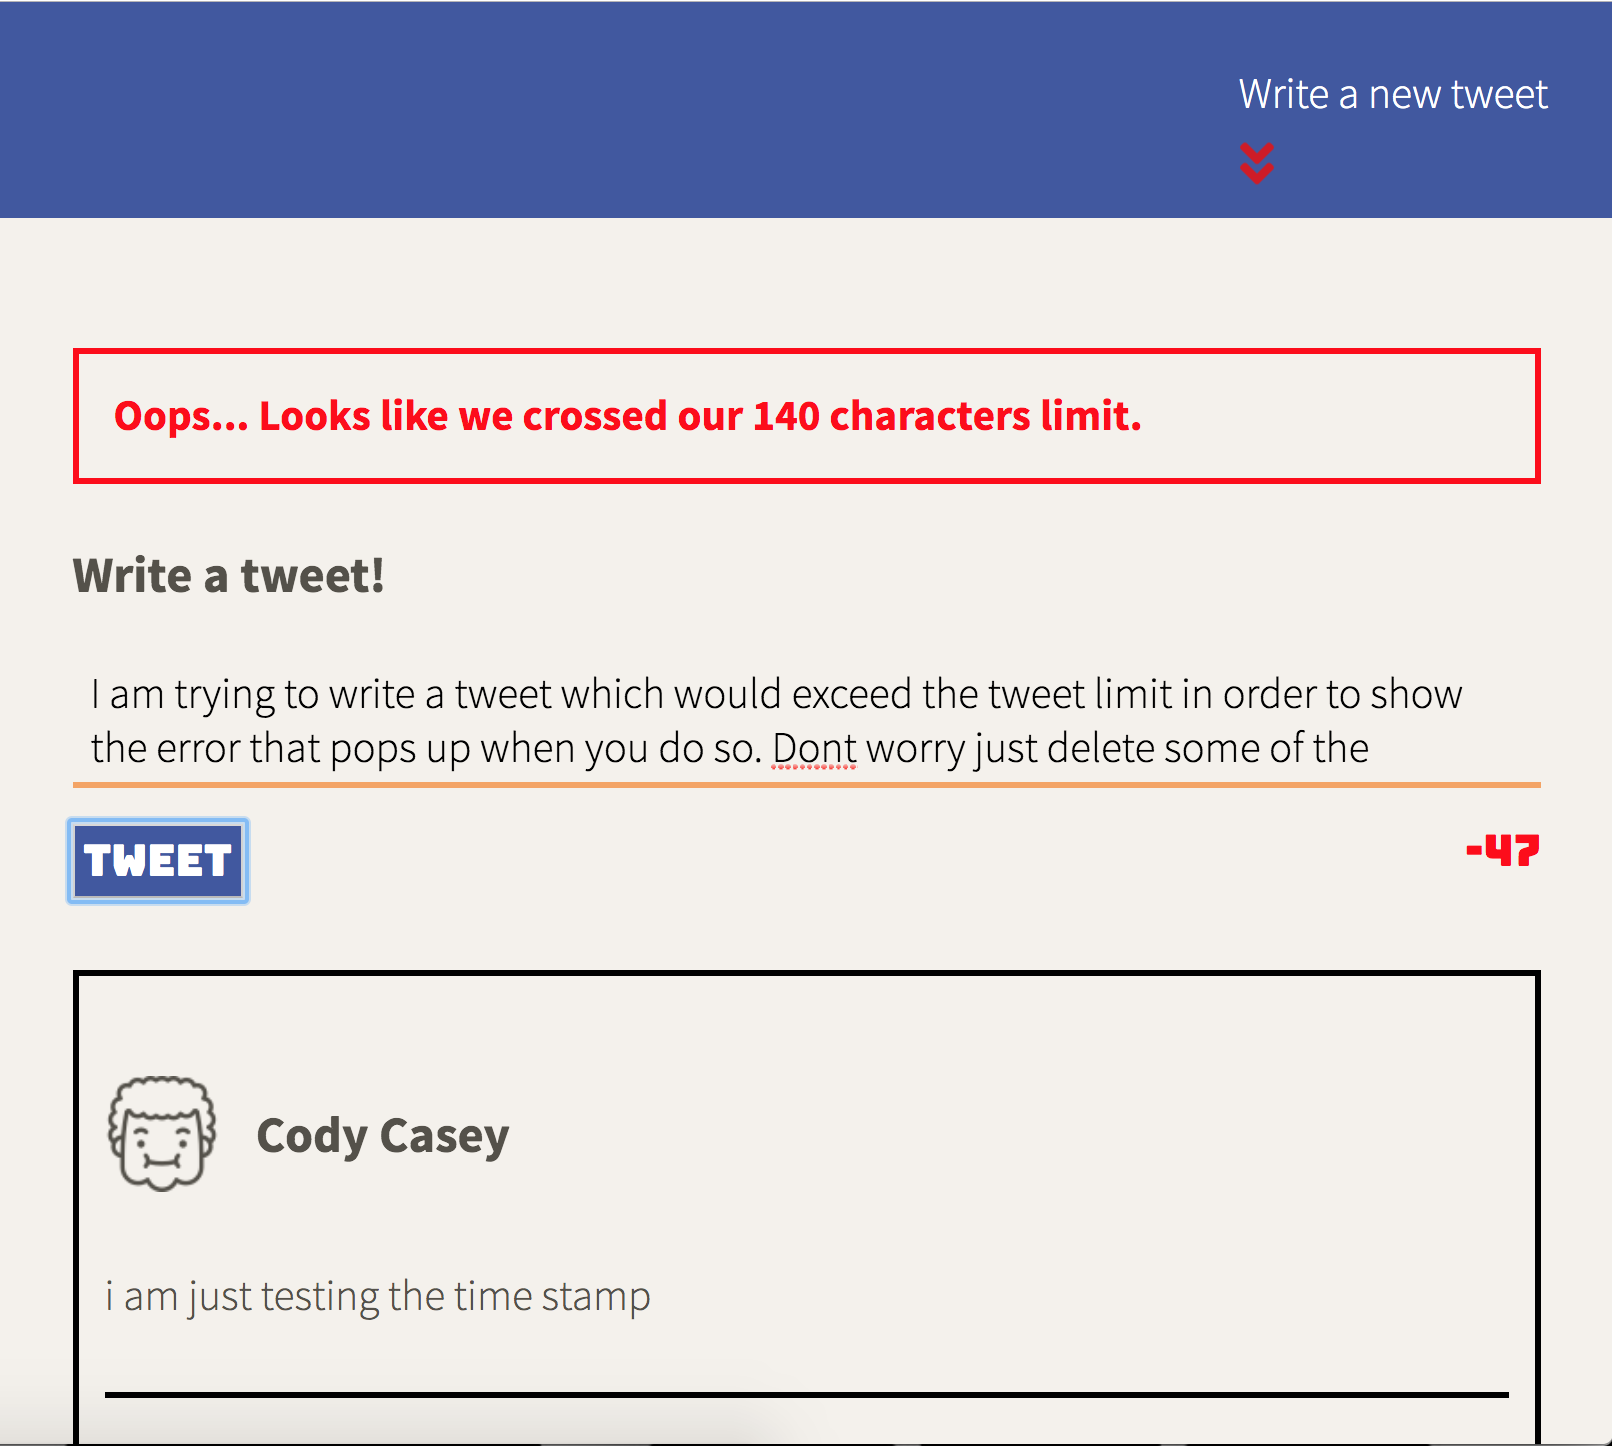 Write a new tweet
Oops... Looks like we crossed our 140 characters limit.
Write a tweet!
I am trying to write a tweet which would exceed the tweet limit in order to show
the error that pops up when you do so. Dont worry just delete some of the
TWEET
-47
Cody Casey
i am just testing the time stamp